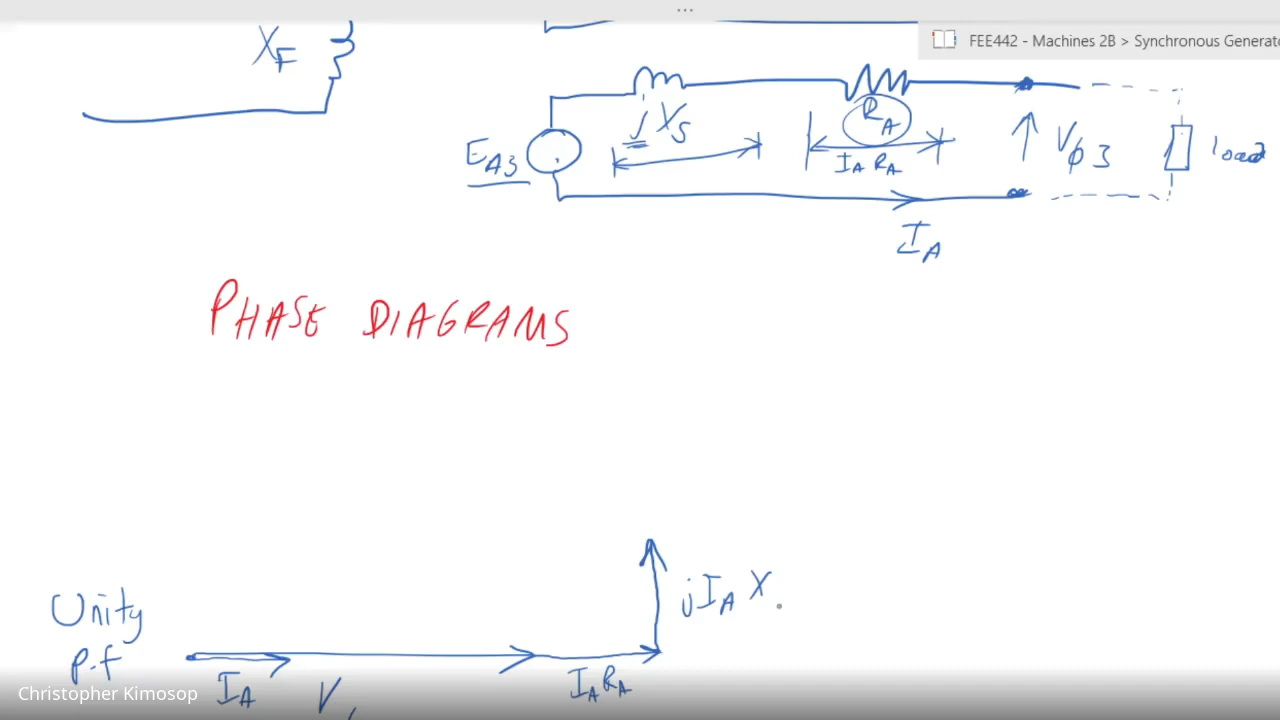 ...
X_F
FEE442 - Machines 2B > Synchronous Generato
jX_S
R_A
E_A3
I_A R_A
V_φ3
load
I_A
PHASE DIAGRAMS
Unity
p.f
jI_A X
I_A
V
I_A R_A
Christopher Kimosop